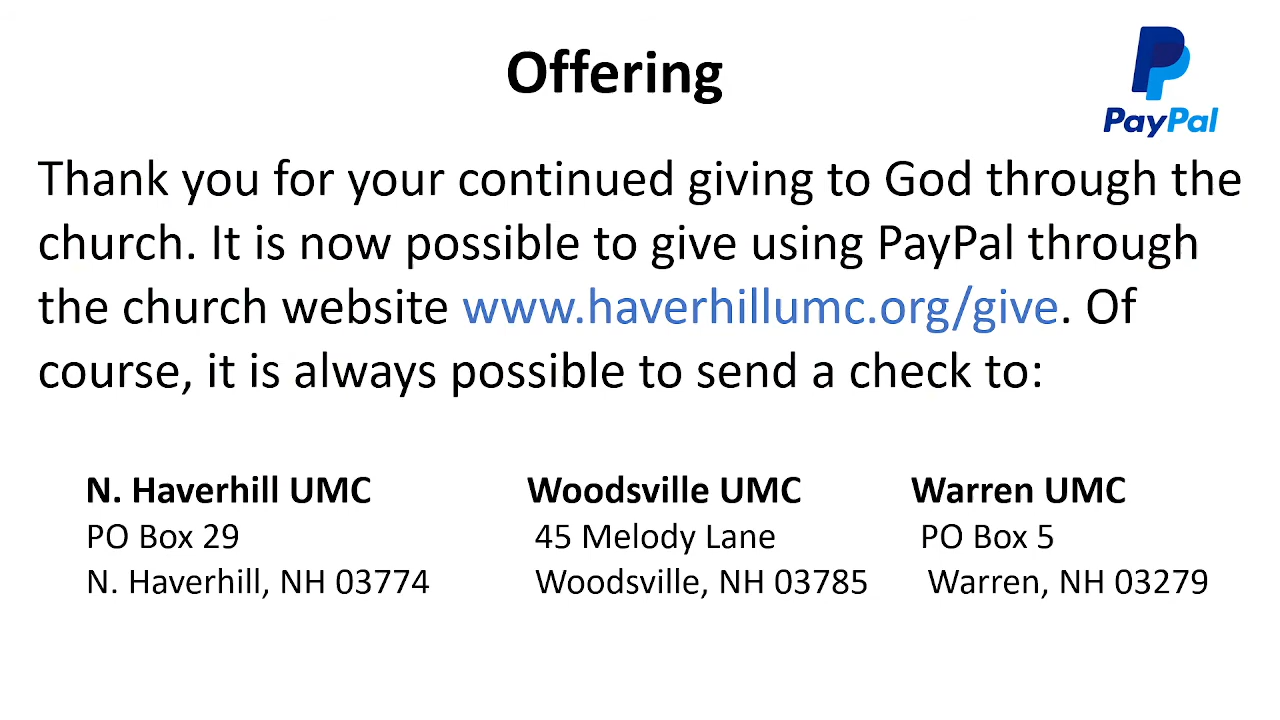 Offering
PayPal
Thank you for your continued giving to God through the
church. It is now possible to give using PayPal through
the church website www.haverhillumc.org/give. Of
course, it is always possible to send a check to:
N. Haverhill UMC Woodsville UMC Warren UMC
PO Box 29 45 Melody Lane PO Box 5
N. Haverhill, NH 03774 Woodsville, NH 03785 Warren, NH 03279